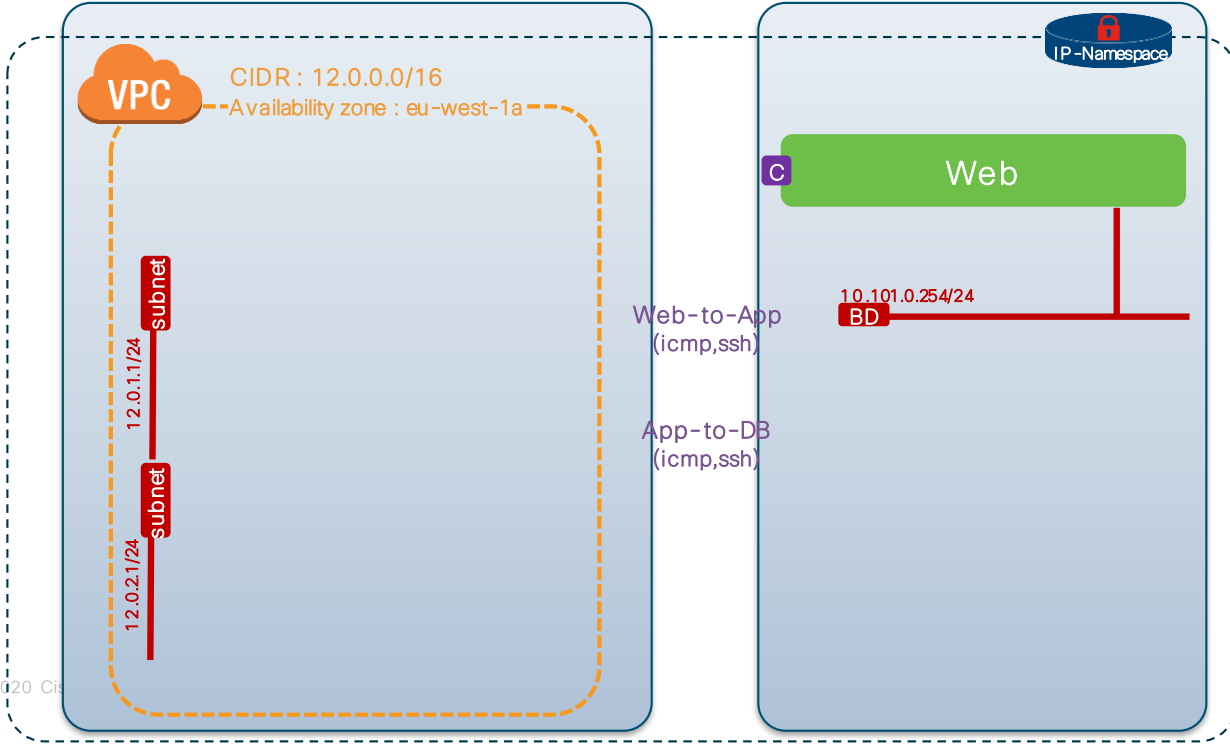 IP-Namespace
VPC
CIDR : 12.0.0.0/16
Availability zone : eu-west-1a
C
Web
subnet
12.0.1.1/24
Web-to-App
(icmp,ssh)
10.101.0.254/24
BD
App-to-DB
(icmp,ssh)
subnet
12.0.2.1/24
020 Cis